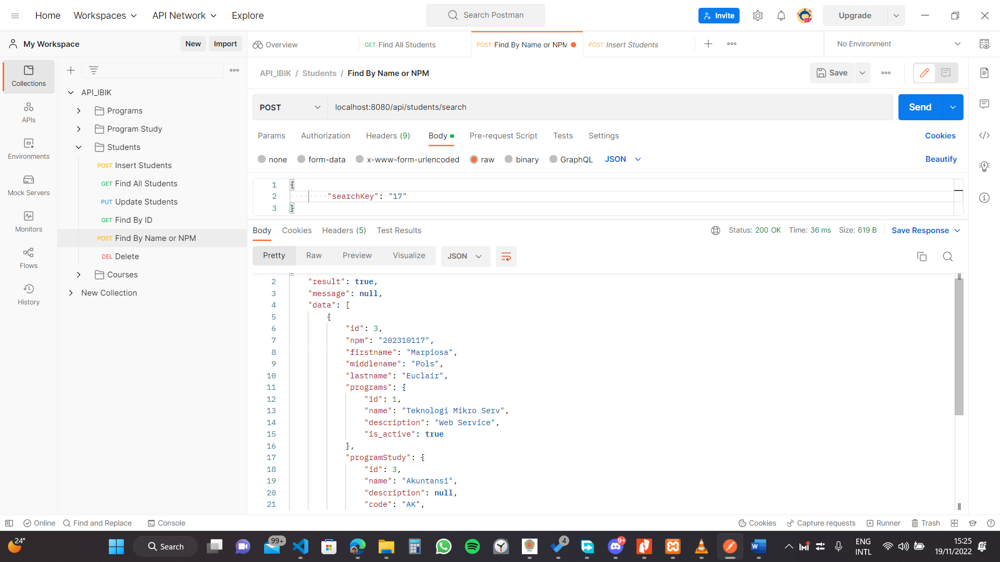 Home Workspaces API Network Explore Search Postman Invite Upgrade
My Workspace New Import Overview GET Find All Students POST Find By Name or NPM POST Insert Students No Environment
Collections
APIs
Environments
Mock Servers
Monitors
Flows
History
API_IBIK
Programs
Program Study
Students
POST Insert Students
GET Find All Students
PUT Update Students
GET Find By ID
POST Find By Name or NPM
DEL Delete
Courses
New Collection
API_IBIK / Students / Find By Name or NPM Save
POST localhost:8080/api/students/search Send
Params Authorization Headers (9) Body Pre-request Script Tests Settings Cookies
none form-data x-www-form-urlencoded raw binary GraphQL JSON Beautify
1 {
2 "searchKey": "17"
3 }
Body Cookies Headers (5) Test Results Status: 200 OK Time: 36 ms Size: 619 B Save Response
Pretty Raw Preview Visualize JSON
2 "result": true,
3 "message": null,
4 "data": [
5 {
6 "id": 3,
7 "npm": "202310117",
8 "firstname": "Marpiosa",
9 "middlename": "Pols",
10 "lastname": "Euclair",
11 "programs": {
12 "id": 1,
13 "name": "Teknologi Mikro Serv",
14 "description": "Web Service",
15 "is_active": true
16 },
17 "programStudy": {
18 "id": 3,
19 "name": "Akuntansi",
20 "description": null,
21 "code": "AK",
Online Find and Replace Console Cookies Capture requests Runner Trash
24° Search 99+ 4 9+ ENG INTL 15:25 19/11/2022